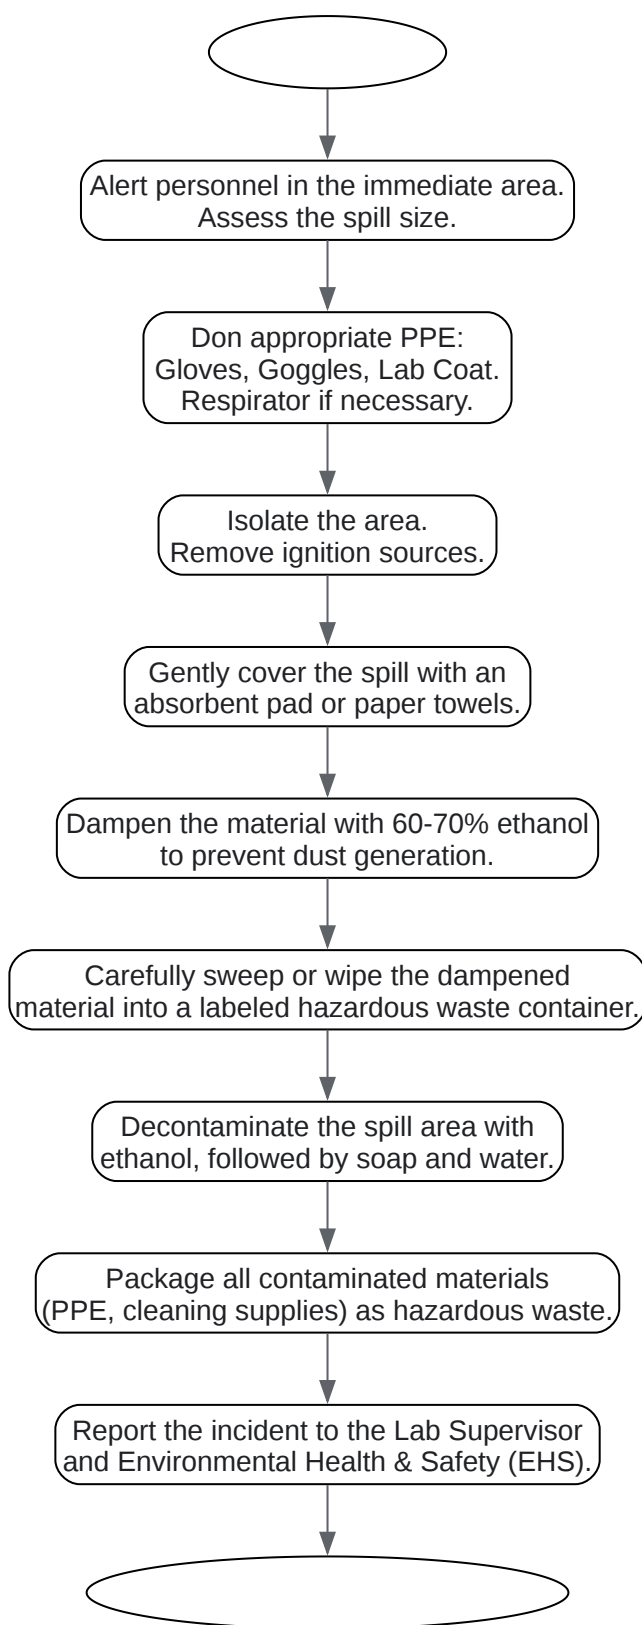 Alert personnel in the immediate area.
Assess the spill size.
Don appropriate PPE:
Gloves, Goggles, Lab Coat.
Respirator if necessary.
Isolate the area.
Remove ignition sources.
Gently cover the spill with an
absorbent pad or paper towels.
Dampen the material with 60-70% ethanol
to prevent dust generation.
Carefully sweep or wipe the dampened
material into a labeled hazardous waste container.
Decontaminate the spill area with
ethanol, followed by soap and water.
Package all contaminated materials
(PPE, cleaning supplies) as hazardous waste.
Report the incident to the Lab Supervisor
and Environmental Health & Safety (EHS).